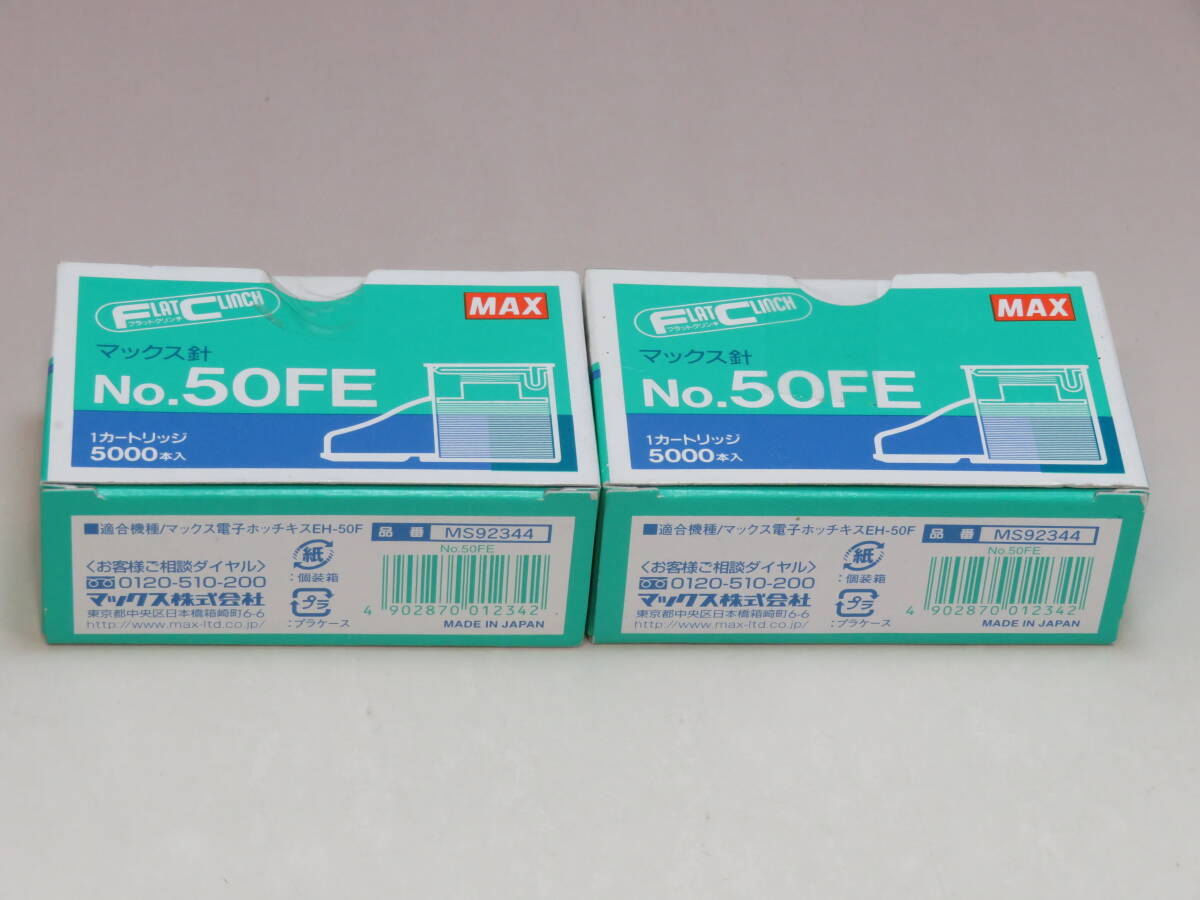 FLAT CLINCH
フラット・クリンチ
MAX
マックス針
No.50FE
1カートリッジ
5000本入
■適合機種/マックス電子ホッチキスEH-50F
品番 MS92344
No.50FE
〈お客様ご相談ダイヤル〉
0120-510-200
マックス株式会社
東京都中央区日本橋箱崎町6-6
http://www.max-ltd.co.jp/
紙
:個装箱
プラ
:プラケース
4 902870 012342
MADE IN JAPAN
FLAT CLINCH
フラット・クリンチ
MAX
マックス針
No.50FE
1カートリッジ
5000本入
■適合機種/マックス電子ホッチキスEH-50F
品番 MS92344
No.50FE
〈お客様ご相談ダイヤル〉
0120-510-200
マックス株式会社
東京都中央区日本橋箱崎町6-6
http://www.max-ltd.co.jp/
紙
:個装箱
プラ
:プラケース
4 902870 012342
MADE IN JAPAN